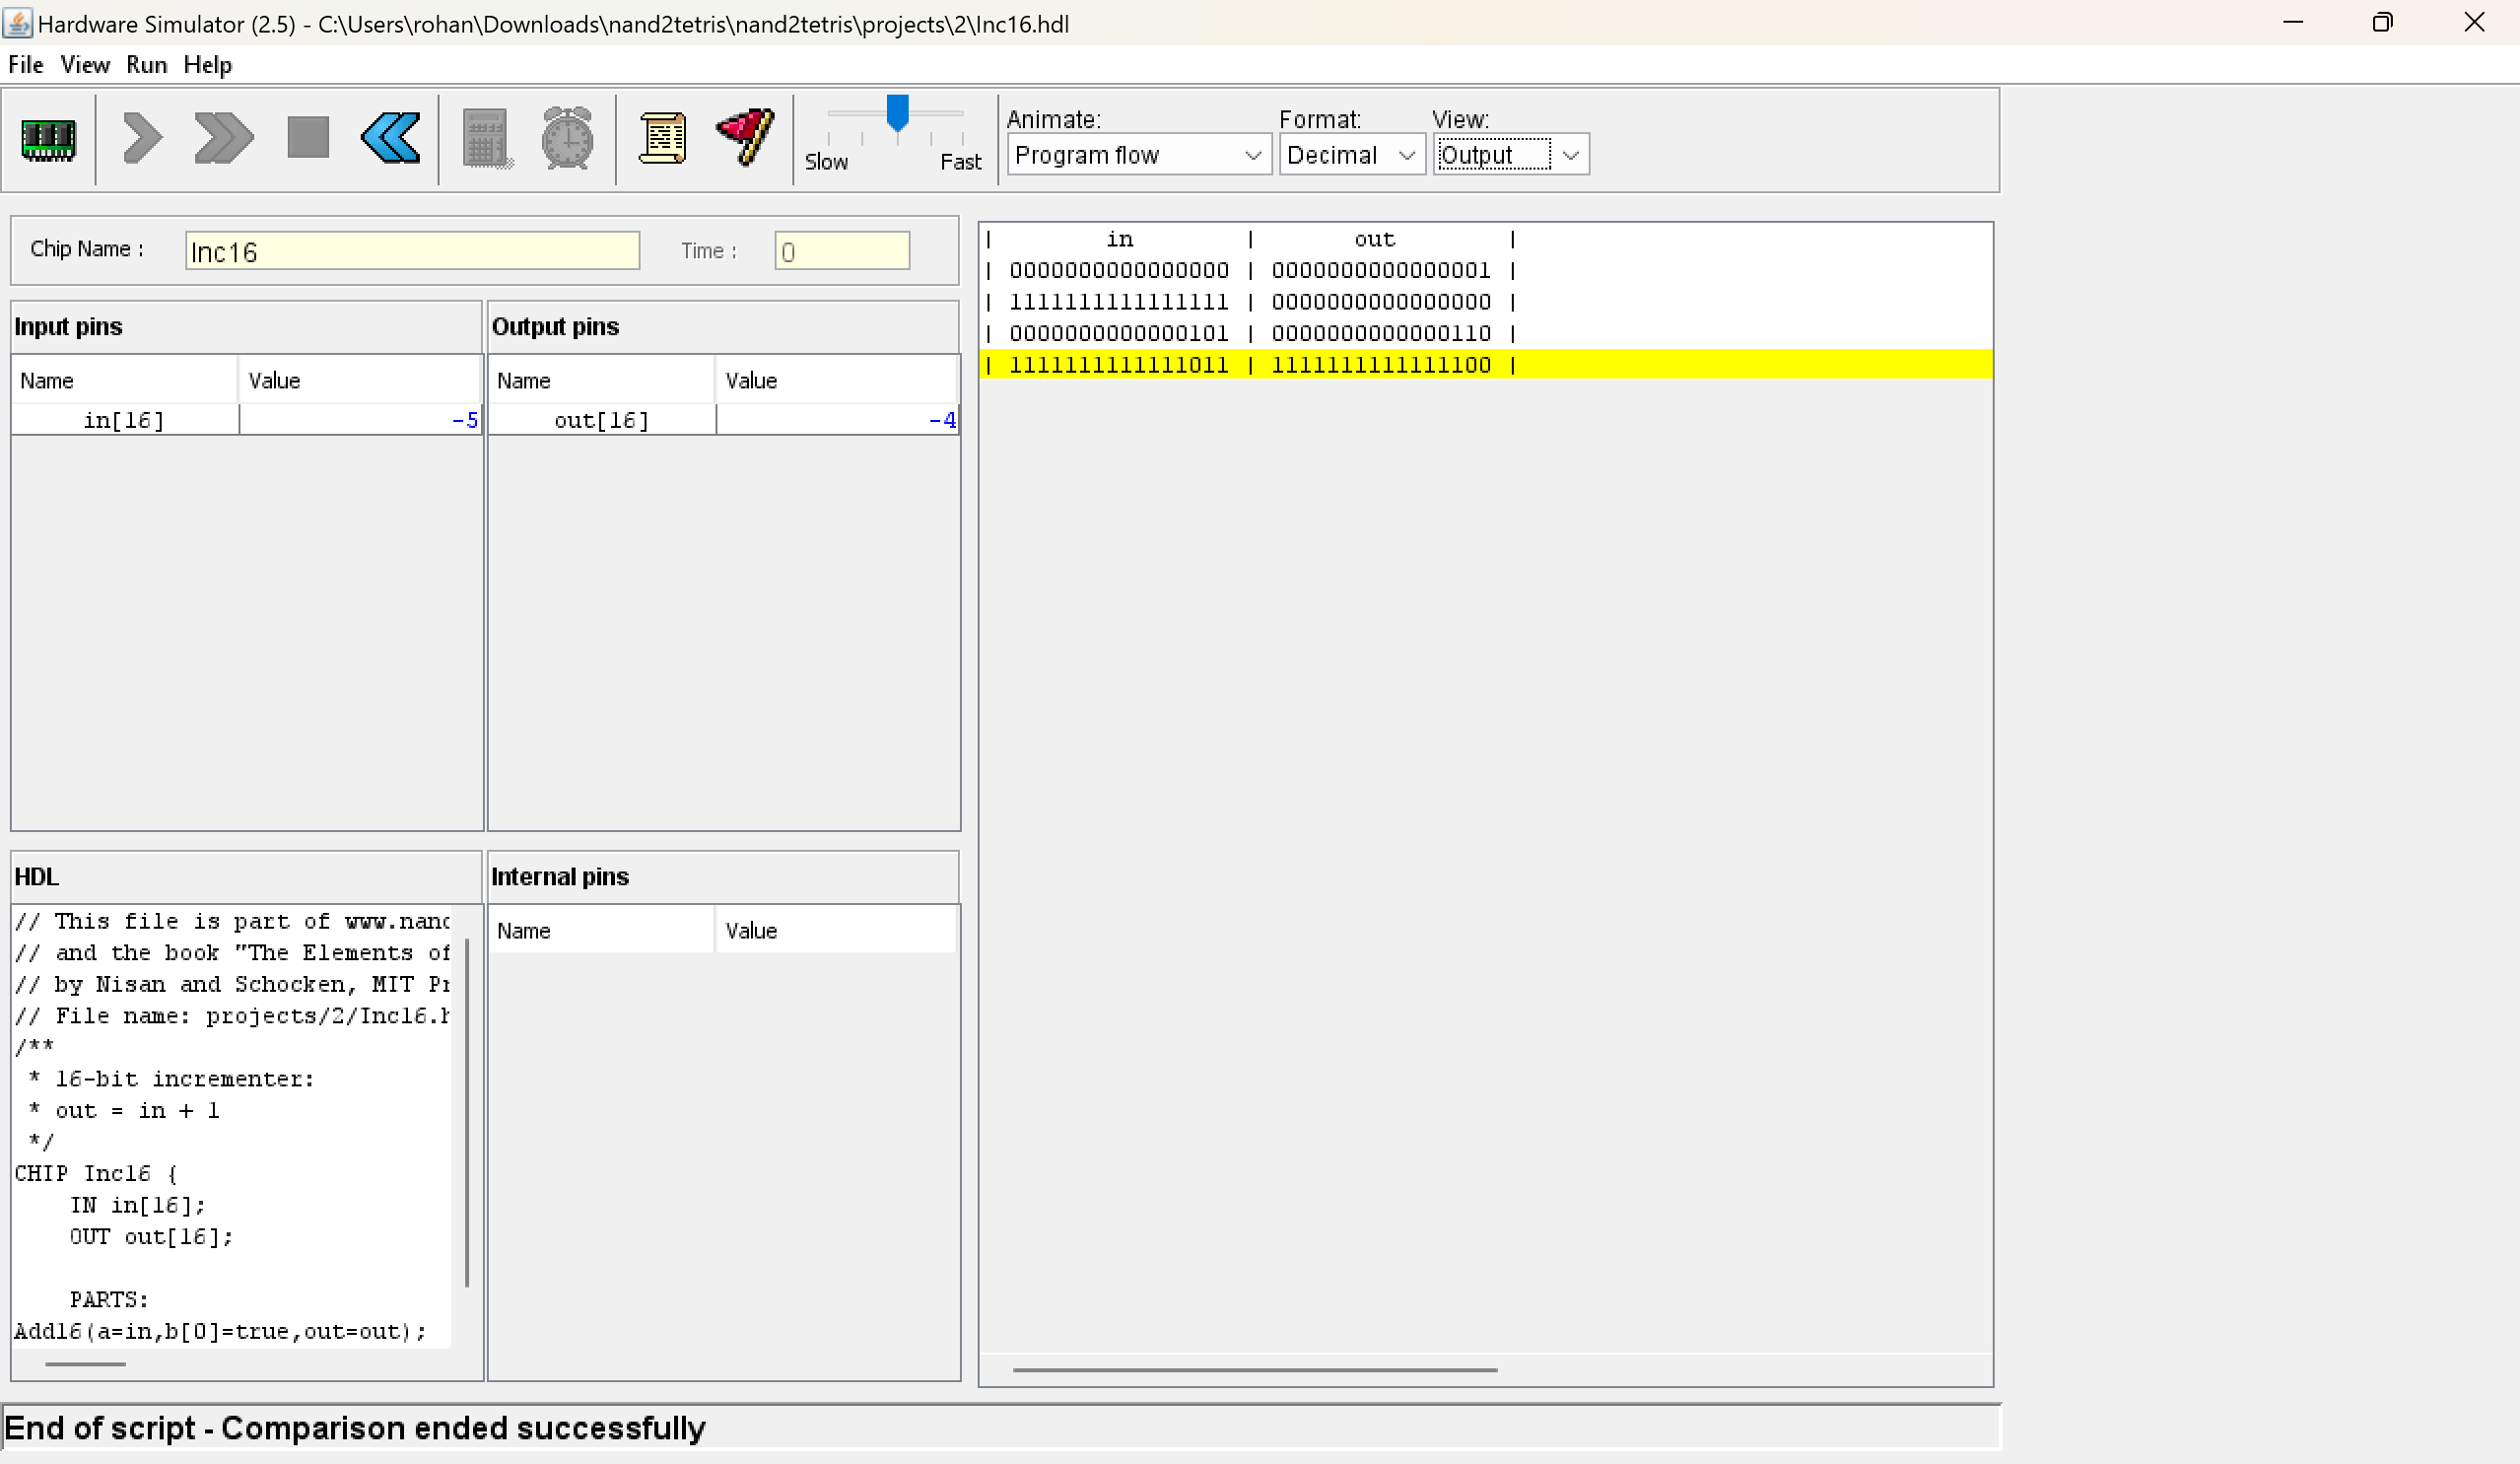 Hardware Simulator (2.5) - C:\Users\rohan\Downloads\nand2tetris\nand2tetris\projects\2\Inc16.hdl
File View Run Help
Animate: Format: View:
Slow Fast Program flow Decimal Output
Chip Name : Inc16 Time : 0
Input pins
Name Value
in[16] -5
Output pins
Name Value
out[16] -4
HDL
// This file is part of www.nand
// and the book "The Elements of
// by Nisan and Schocken, MIT Pr
// File name: projects/2/Inc16.h
/**
* 16-bit incrementer:
* out = in + 1
*/
CHIP Inc16 {
IN in[16];
OUT out[16];
PARTS:
Add16(a=in,b[0]=true,out=out);
Internal pins
Name Value
| in | out |
| 0000000000000000 | 0000000000000001 |
| 1111111111111111 | 0000000000000000 |
| 0000000000000101 | 0000000000000110 |
| 1111111111111011 | 1111111111111100 |
End of script - Comparison ended successfully